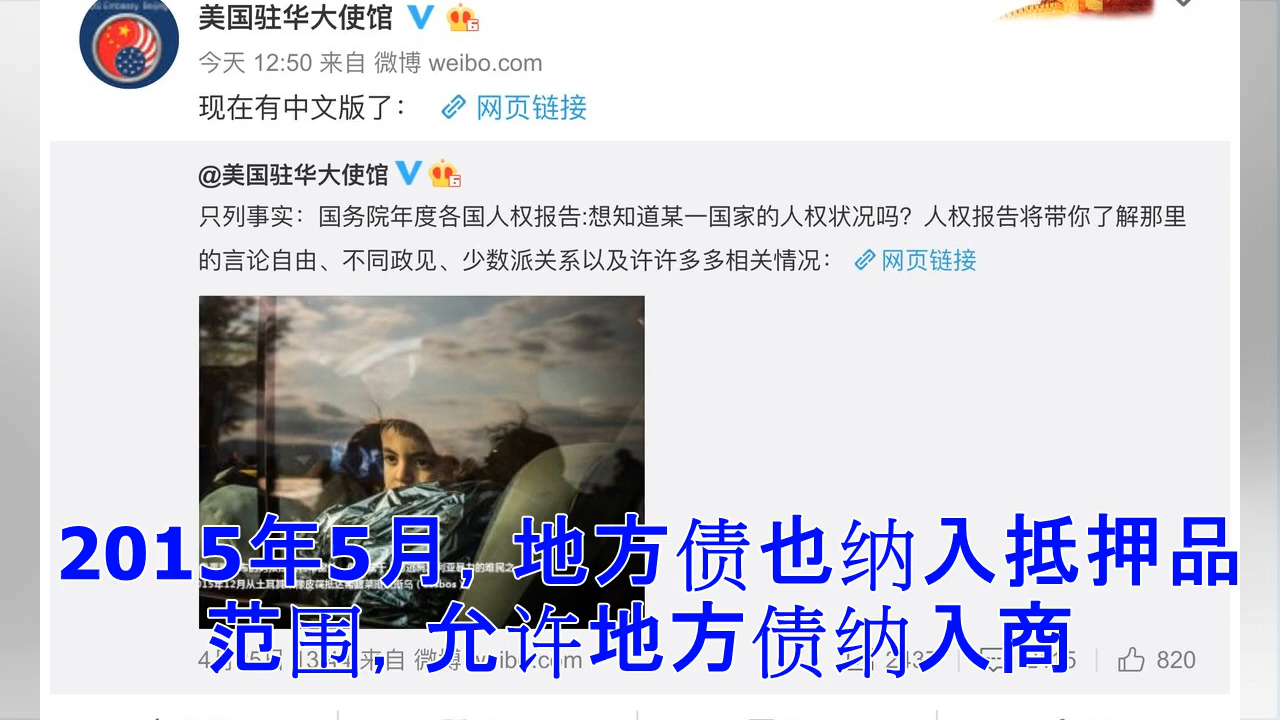 美国驻华大使馆
今天 12:50 来自 微博 weibo.com
现在有中文版了： 网页链接
@美国驻华大使馆
只列事实：国务院年度各国人权报告:想知道某一国家的人权状况吗？人权报告将带你了解那里
的言论自由、不同政见、少数派关系以及许许多多相关情况： 网页链接
2015年5月, 地方债也纳入抵押品
范围, 允许地方债纳入商
来自 微博 820